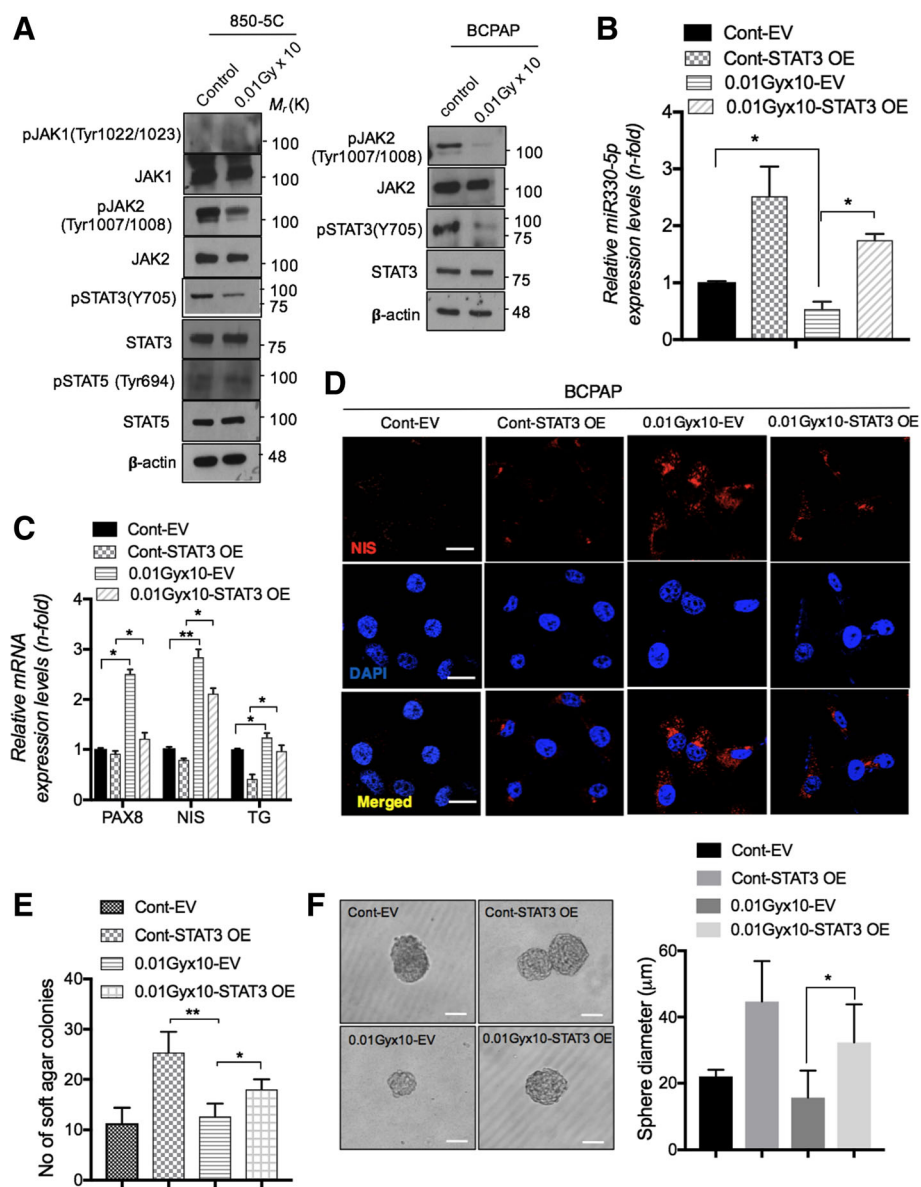 A
850-5C
Control
0.01Gy x 10
Mr (K)
pJAK1(Tyr1022/1023)
100
JAK1
100
pJAK2
(Tyr1007/1008)
100
JAK2
100
pSTAT3(Y705)
100
75
STAT3
75
pSTAT5 (Tyr694)
100
STAT5
100
β-actin
48
BCPAP
control
0.01Gy x 10
pJAK2
(Tyr1007/1008)
100
JAK2
100
pSTAT3(Y705)
100
75
STAT3
75
β-actin
48
B
Cont-EV
Cont-STAT3 OE
0.01Gyx10-EV
0.01Gyx10-STAT3 OE
Relative miR330-5p
expression levels (n-fold)
4
3
2
1
0
*
*
C
Cont-EV
Cont-STAT3 OE
0.01Gyx10-EV
0.01Gyx10-STAT3 OE
Relative mRNA
expression levels (n-fold)
4
3
2
1
0
*
*
**
*
*
*
PAX8
NIS
TG
D
BCPAP
Cont-EV
Cont-STAT3 OE
0.01Gyx10-EV
0.01Gyx10-STAT3 OE
NIS
DAPI
Merged
E
Cont-EV
Cont-STAT3 OE
0.01Gyx10-EV
0.01Gyx10-STAT3 OE
No of soft agar colonies
40
30
20
10
0
**
*
F
Cont-EV
Cont-STAT3 OE
0.01Gyx10-EV
0.01Gyx10-STAT3 OE
Cont-EV
Cont-STAT3 OE
0.01Gyx10-EV
0.01Gyx10-STAT3 OE
Sphere diameter (µm)
60
40
20
0
*